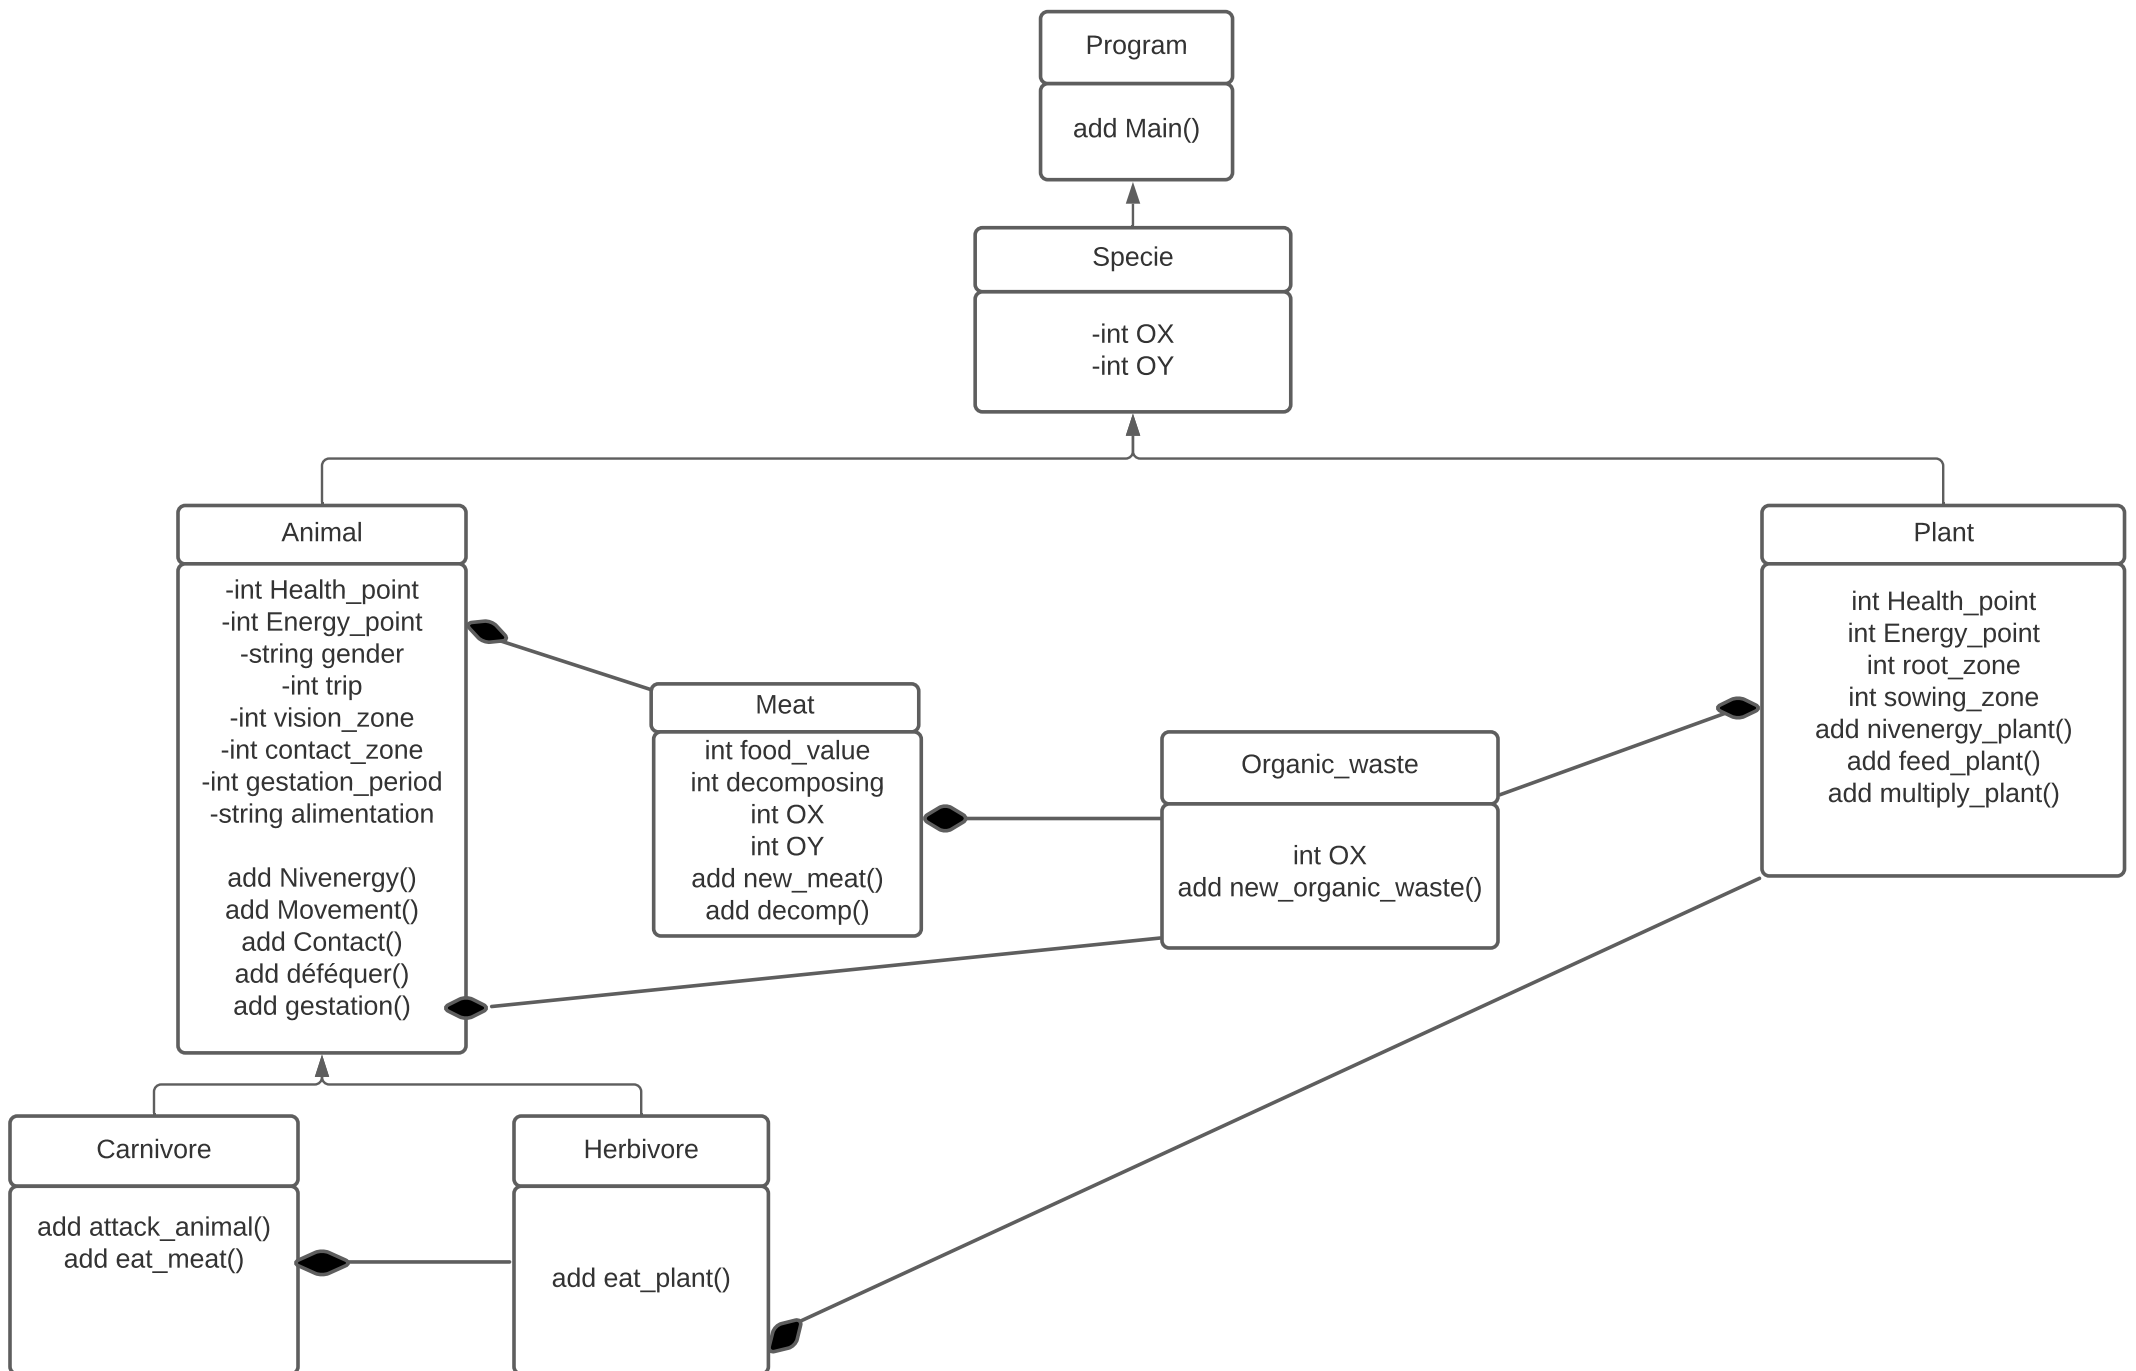 Program
add Main()
Specie
-int OX
-int OY
Animal
-int Health_point
-int Energy_point
-string gender
-int trip
-int vision_zone
-int contact_zone
-int gestation_period
-string alimentation
add Nivenergy()
add Movement()
add Contact()
add déféquer()
add gestation()
Meat
int food_value
int decomposing
int OX
int OY
add new_meat()
add decomp()
Organic_waste
int OX
add new_organic_waste()
Plant
int Health_point
int Energy_point
int root_zone
int sowing_zone
add nivenergy_plant()
add feed_plant()
add multiply_plant()
Carnivore
add attack_animal()
add eat_meat()
Herbivore
add eat_plant()